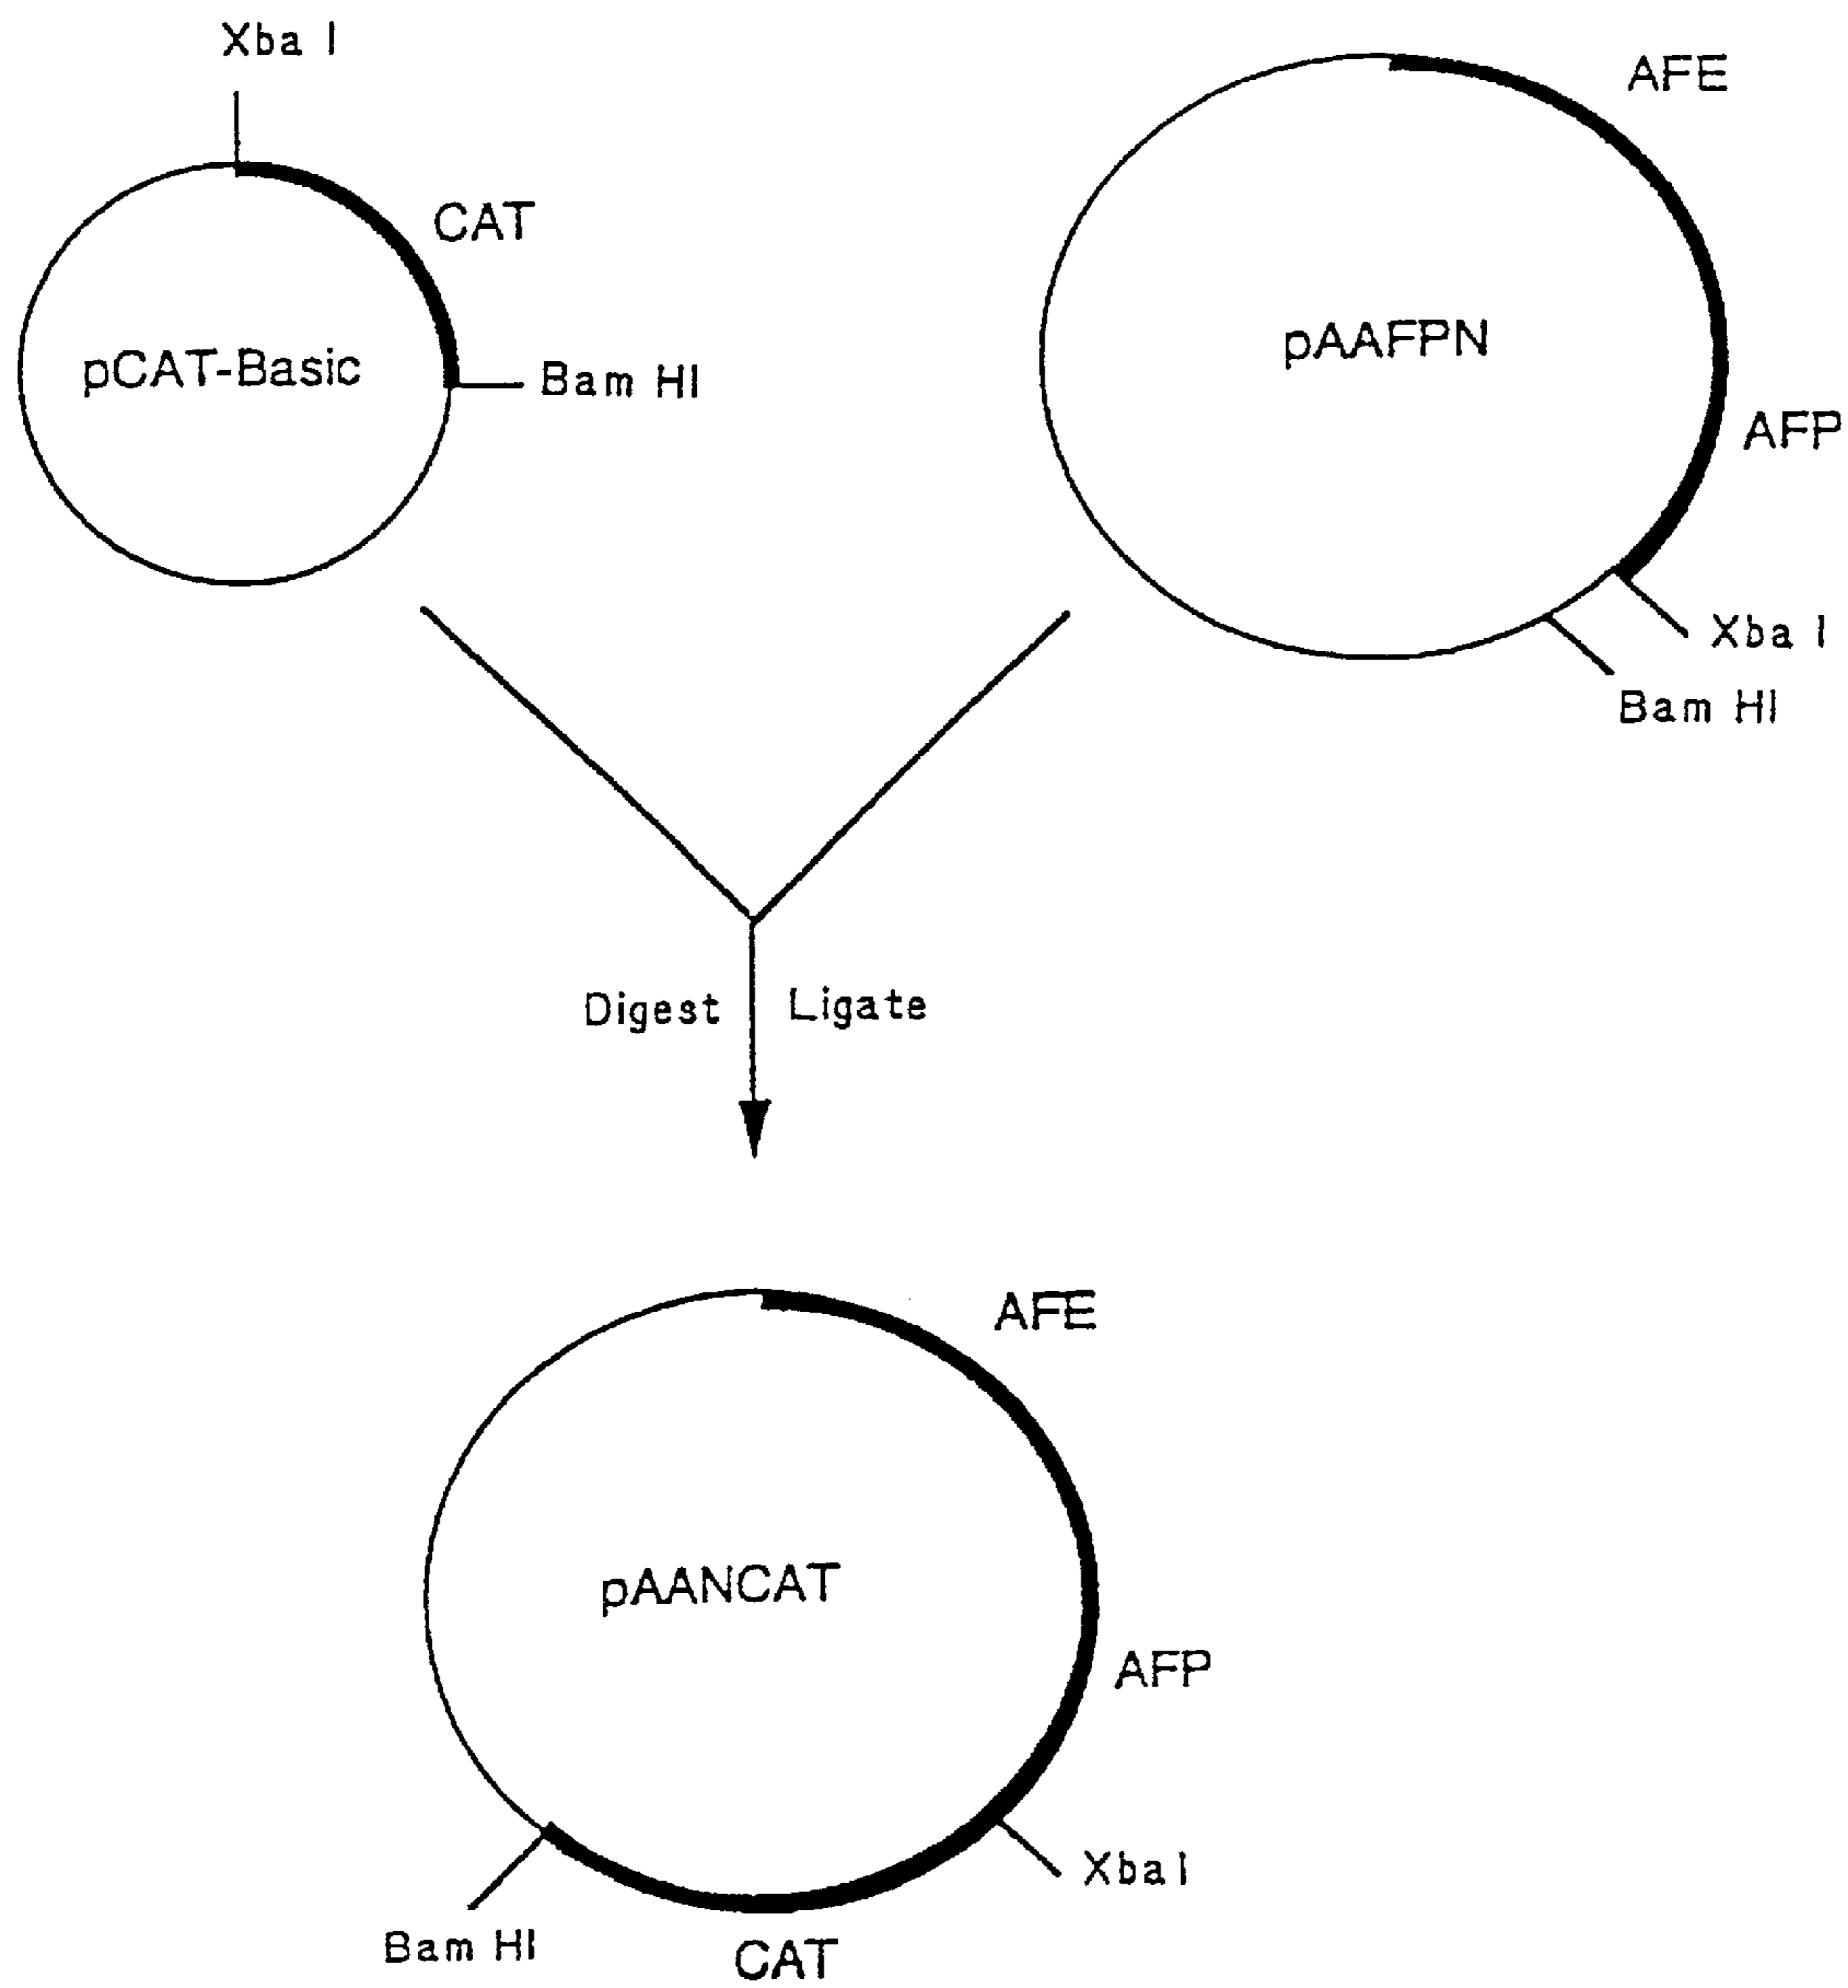 Xba I
CAT
pCAT-Basic
Bam HI
AFE
pAAFPN
AFP
Xba I
Bam HI
Digest
Ligate
AFE
pAANCAT
AFP
XbaI
Bam HI
CAT